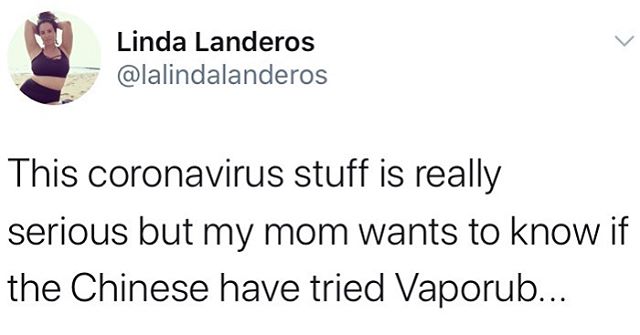 Linda Landeros
@lalindalanderos
This coronavirus stuff is really
serious but my mom wants to know if
the Chinese have tried Vaporub...